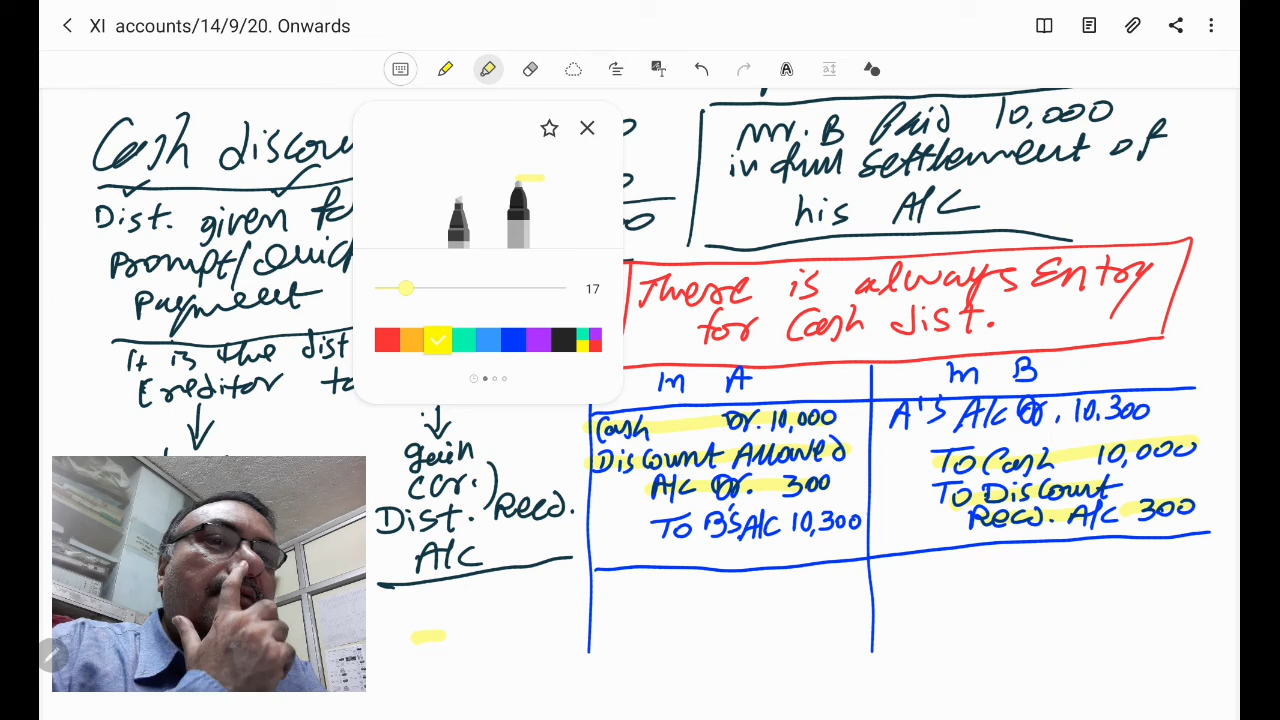 XI accounts/14/9/20. Onwards
Cash
Dist. given fo
Prompt/Quick
Payment
It is the dist
Creditor to
17
gain
(cr.
Dist.
A/C
Recd.
Mr. B Paid 10,000
in full settlement of
his A/C
There is always Entry
for Cash dist.
In A
Cash Dr. 10,000
Discount Allowed
A/c Dr. 300
To B's A/C 10,300
In B
A's A/c Dr. 10,300
To Cash 10,000
To Discount
Recd. A/C 300